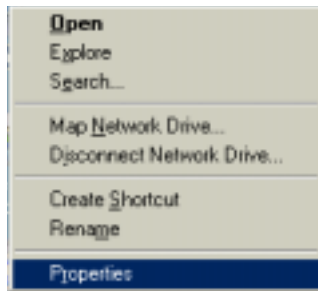 Open
Explore
Search...
Map Network Drive...
Disconnect Network Drive...
Create Shortcut
Rename
Properties